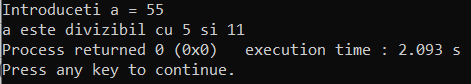 Introduceti a = 55
a este divizibil cu 5 si 11
Process returned 0 (0x0)   execution time : 2.093 s
Press any key to continue.